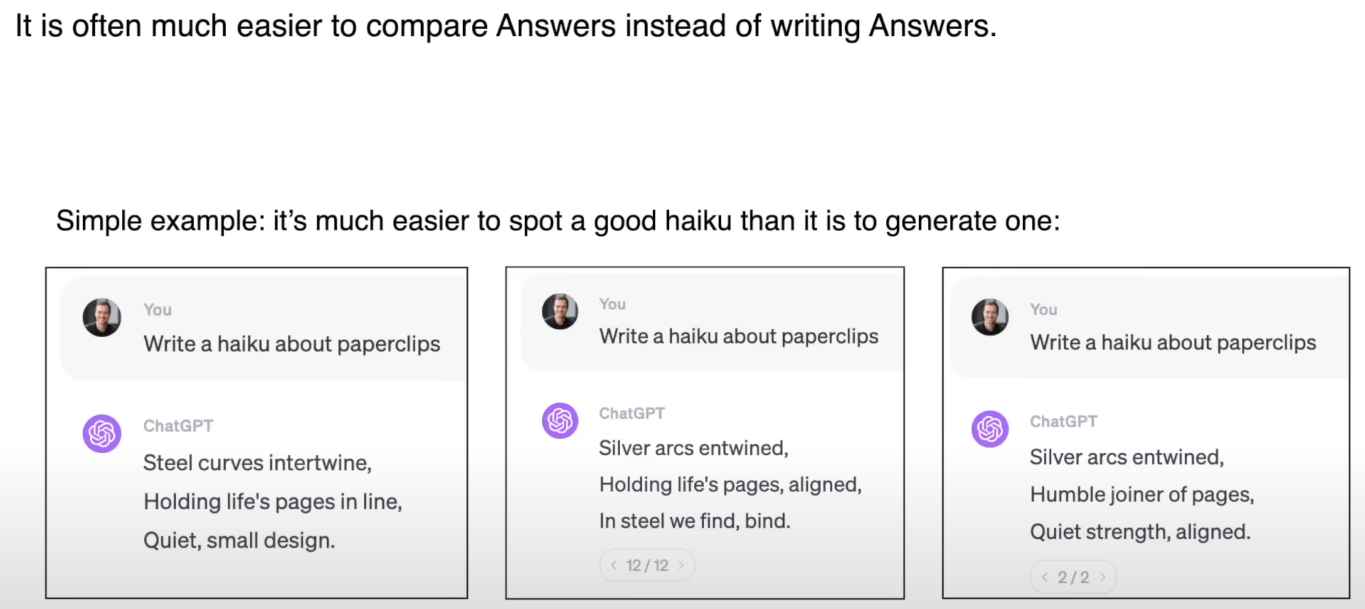 It is often much easier to compare Answers instead of writing Answers.
Simple example: it’s much easier to spot a good haiku than it is to generate one:
You
Write a haiku about paperclips
ChatGPT
Steel curves intertwine,
Holding life's pages in line,
Quiet, small design.
You
Write a haiku about paperclips
ChatGPT
Silver arcs entwined,
Holding life's pages, aligned,
In steel we find, bind.
< 12 / 12 >
You
Write a haiku about paperclips
ChatGPT
Silver arcs entwined,
Humble joiner of pages,
Quiet strength, aligned.
< 2 / 2 >